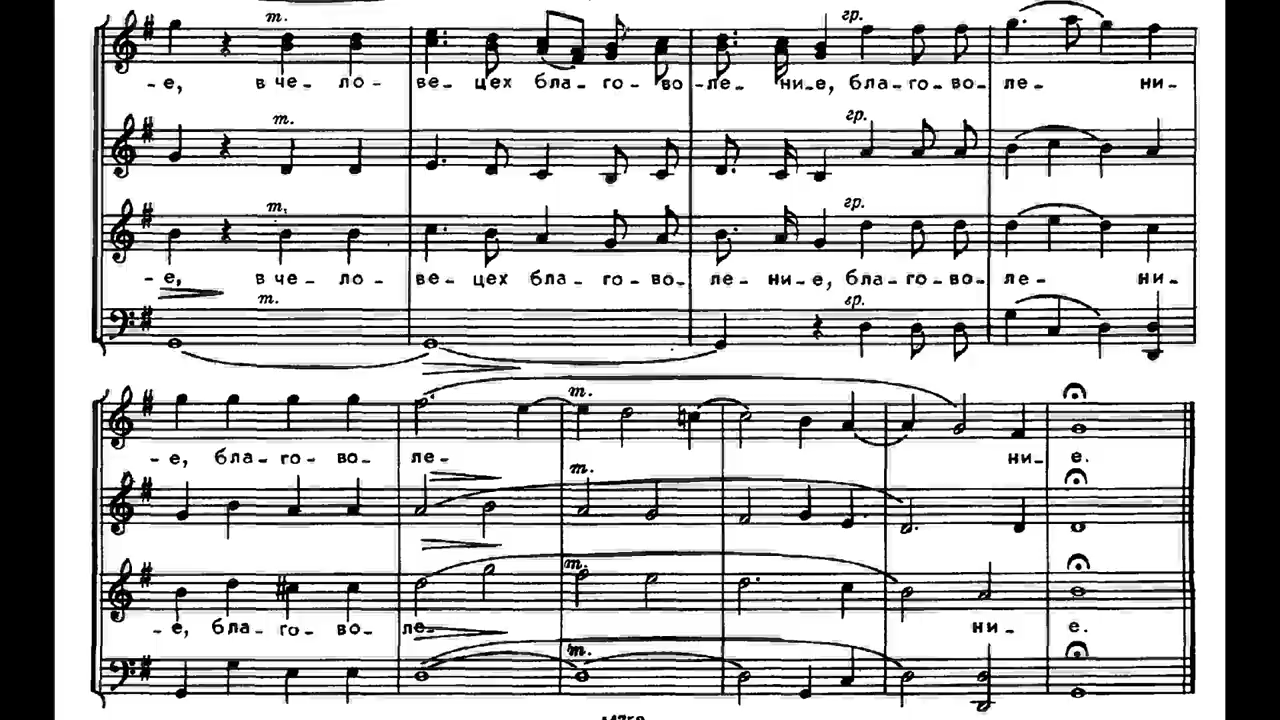 т.
гр.
-е, в че-ло- ве-цех бла-го-во-ле-ни-е, бла-го-во-ле- ни-
т.
гр.
т.
гр.
-е, в че-ло- ве-цех бла-го-во-ле-ни-е, бла-го-во-ле- ни-
т.
гр.
т.
-е, бла-го-во-ле- ни-е.
т.
т.
-е, бла-го-во-ле- ни-е.
т.